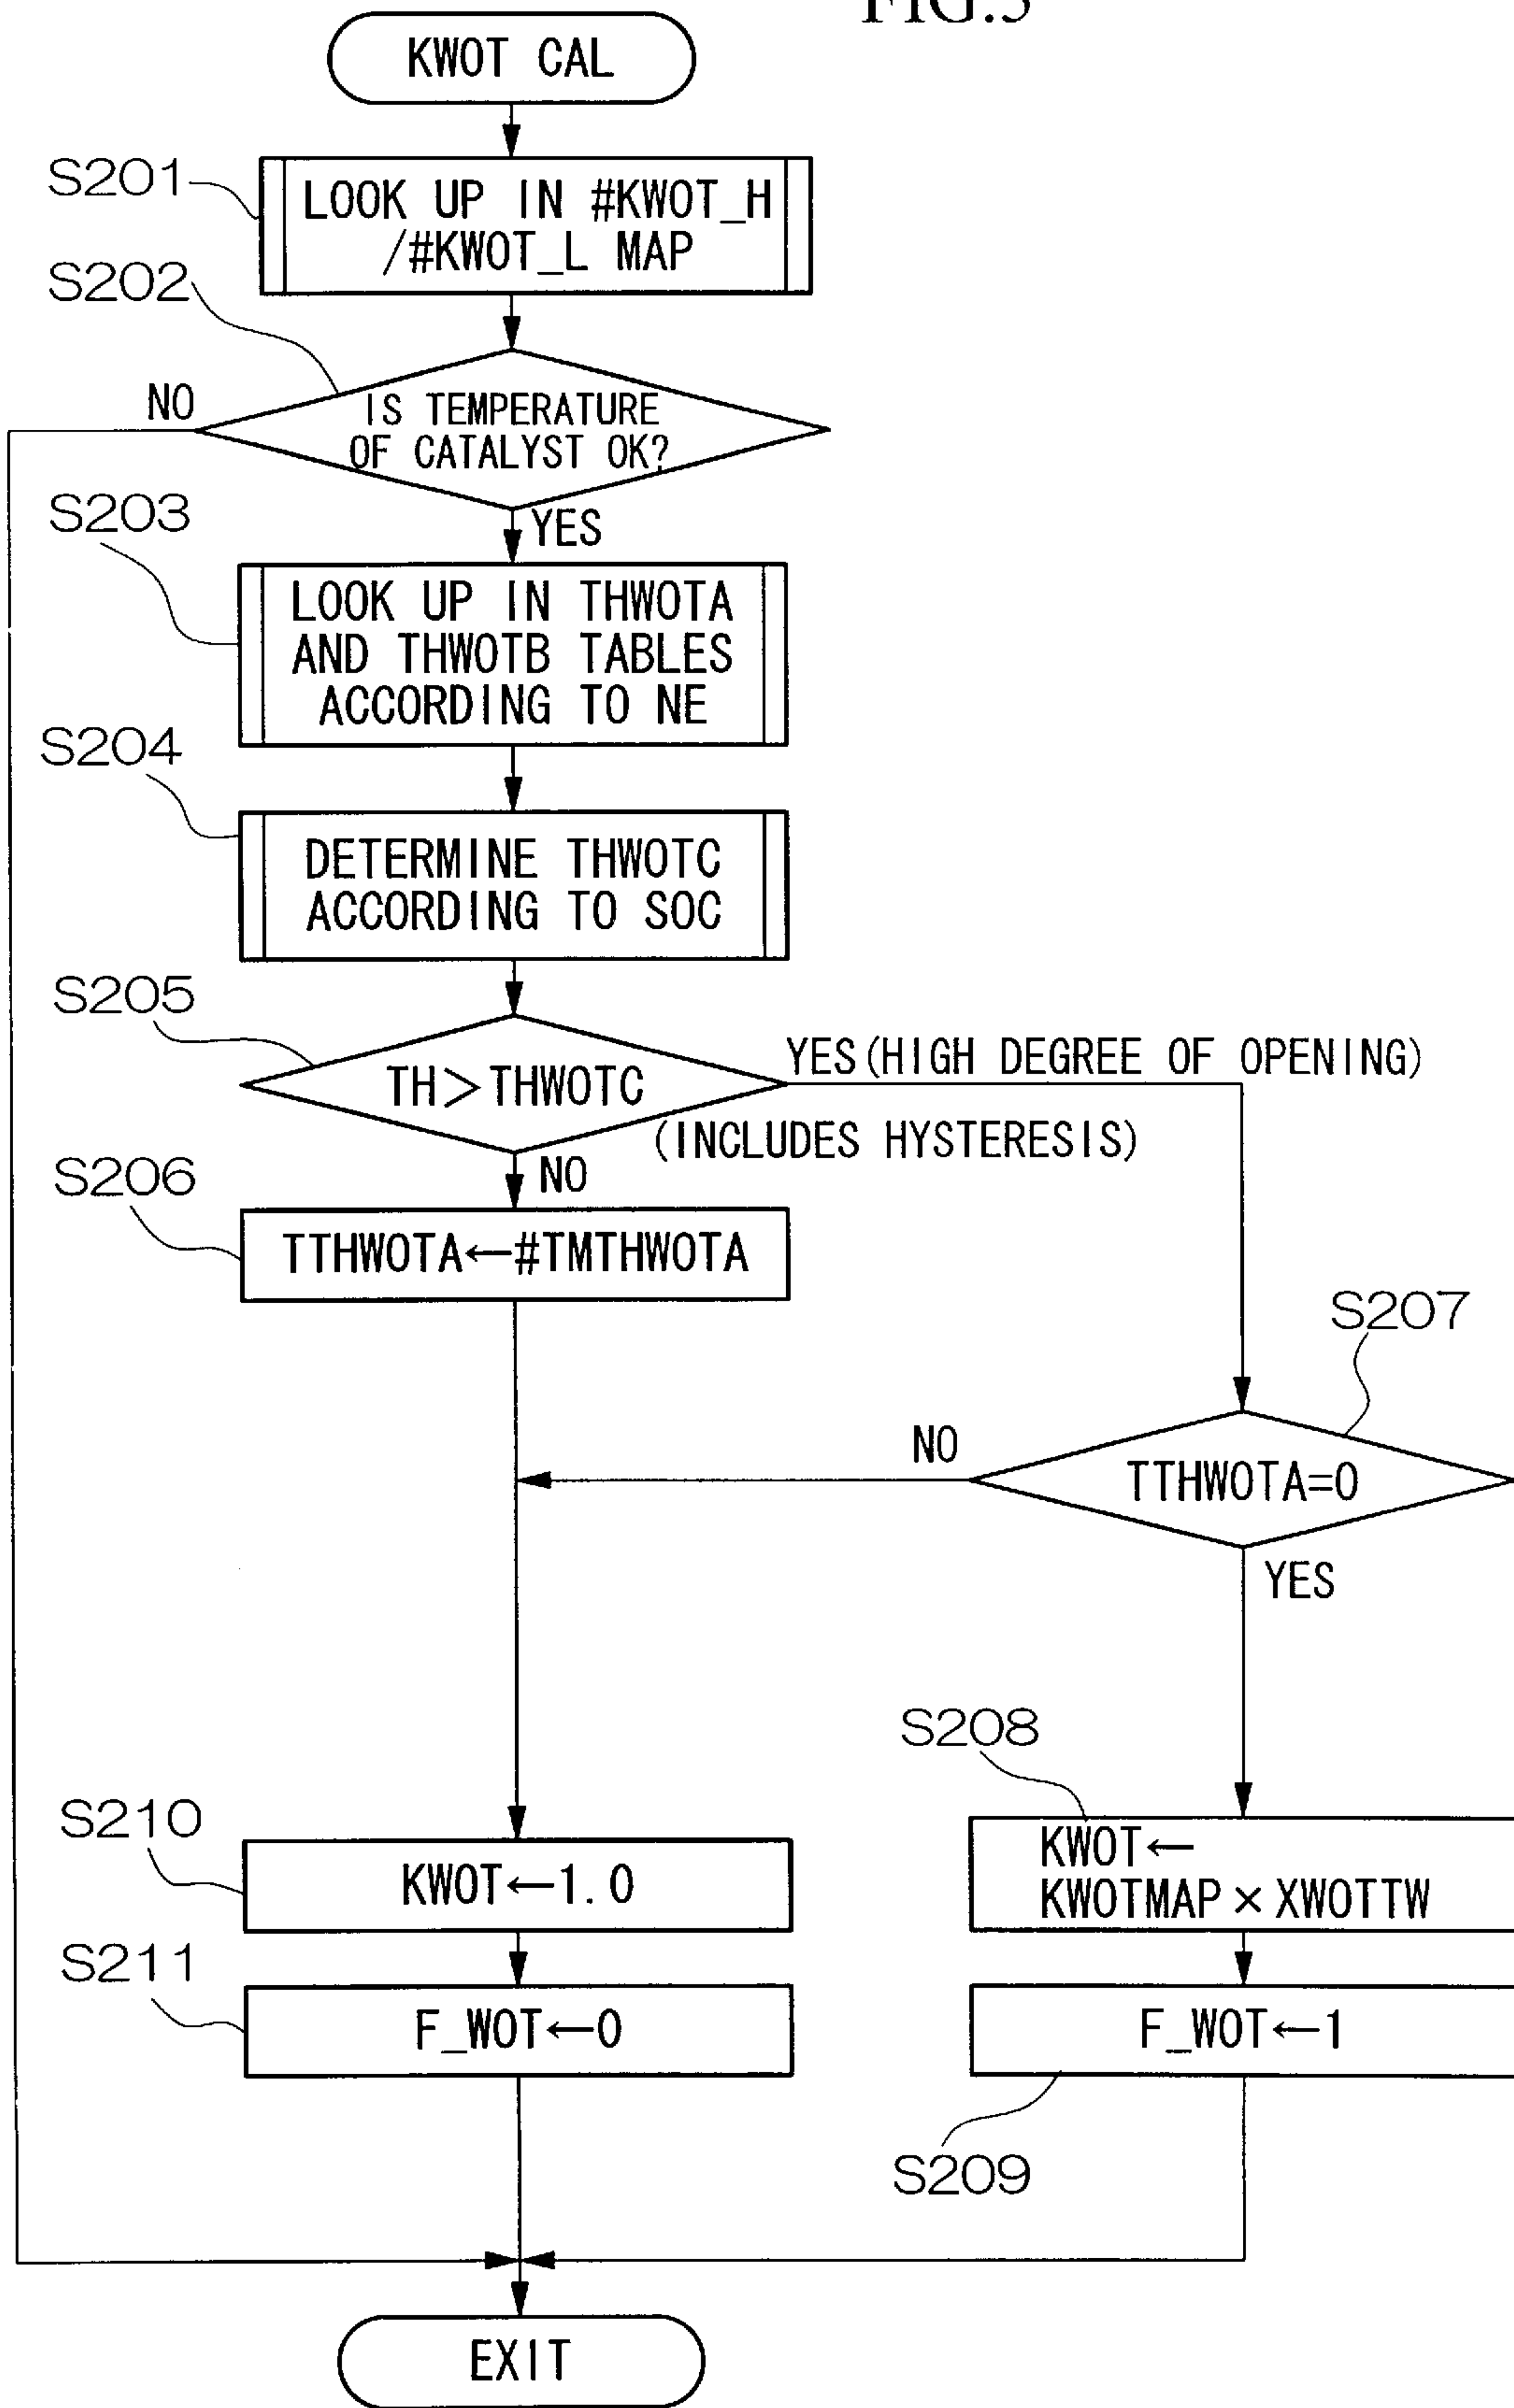 KWOT CAL
S201
LOOK UP IN #KWOT_H
/#KWOT_L MAP
S202
NO
IS TEMPERATURE
OF CATALYST OK?
YES
S203
LOOK UP IN THWOTA
AND THWOTB TABLES
ACCORDING TO NE
S204
DETERMINE THWOTC
ACCORDING TO SOC
S205
TH>THWOTC
YES(HIGH DEGREE OF OPENING)
(INCLUDES HYSTERESIS)
NO
S206
TTHWOTA←#TMTHWOTA
S207
NO
TTHWOTA=0
YES
S208
KWOT←
KWOTMAP×XWOTTW
S210
KWOT←1.0
S211
F_WOT←0
F_WOT←1
S209
EXIT